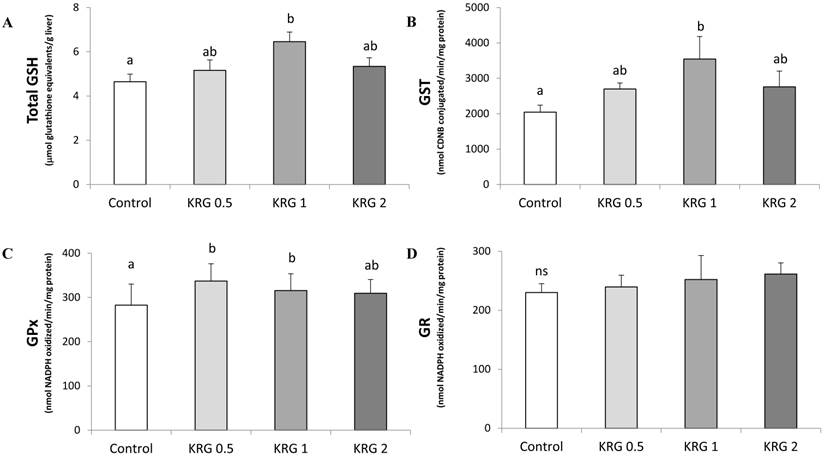 A
Total GSH
(µmol glutathione equivalents/g liver)
8
6
4
2
0
a
ab
b
ab
Control
KRG 0.5
KRG 1
KRG 2
B
GST
(nmol CDNB conjugated/min/mg protein)
5000
4000
3000
2000
1000
0
a
ab
b
ab
Control
KRG 0.5
KRG 1
KRG 2
C
GPx
(nmol NADPH oxidized/min/mg protein)
400
300
200
100
0
a
b
b
ab
Control
KRG 0.5
KRG 1
KRG 2
D
GR
(nmol NADPH oxidized/min/mg protein)
300
200
100
0
ns
Control
KRG 0.5
KRG 1
KRG 2